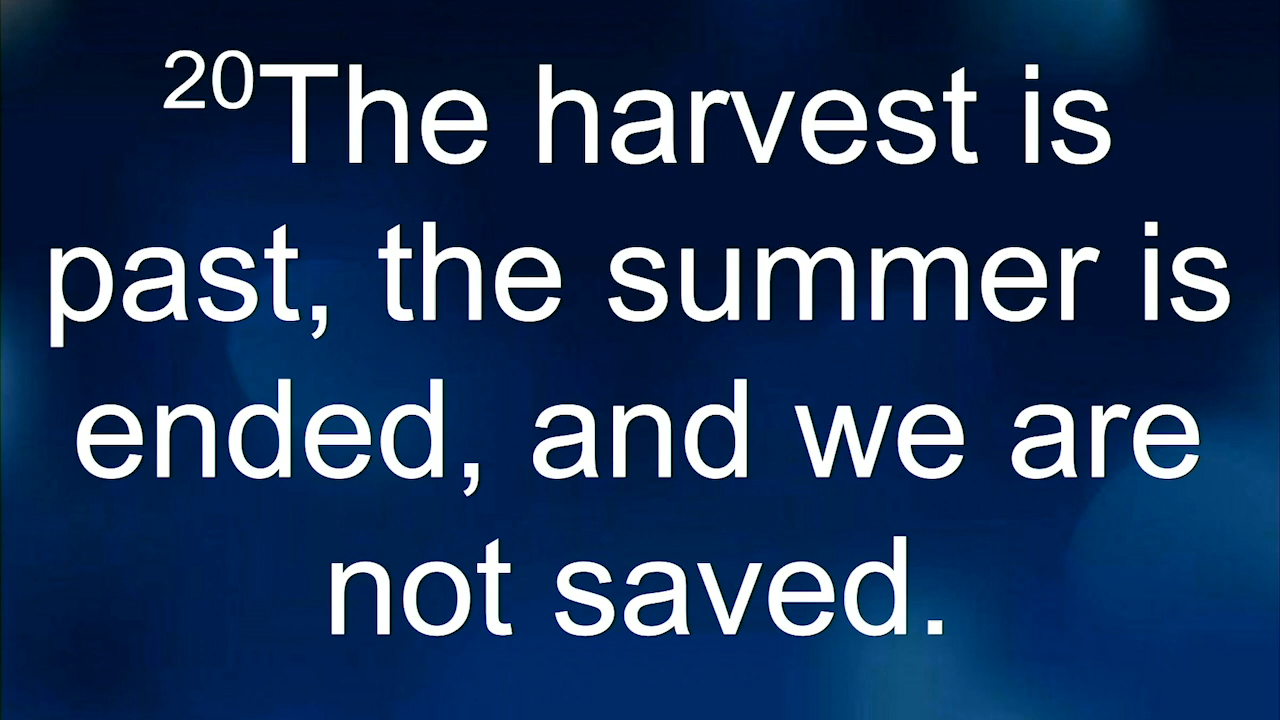 20The harvest is
past, the summer is
ended, and we are
not saved.